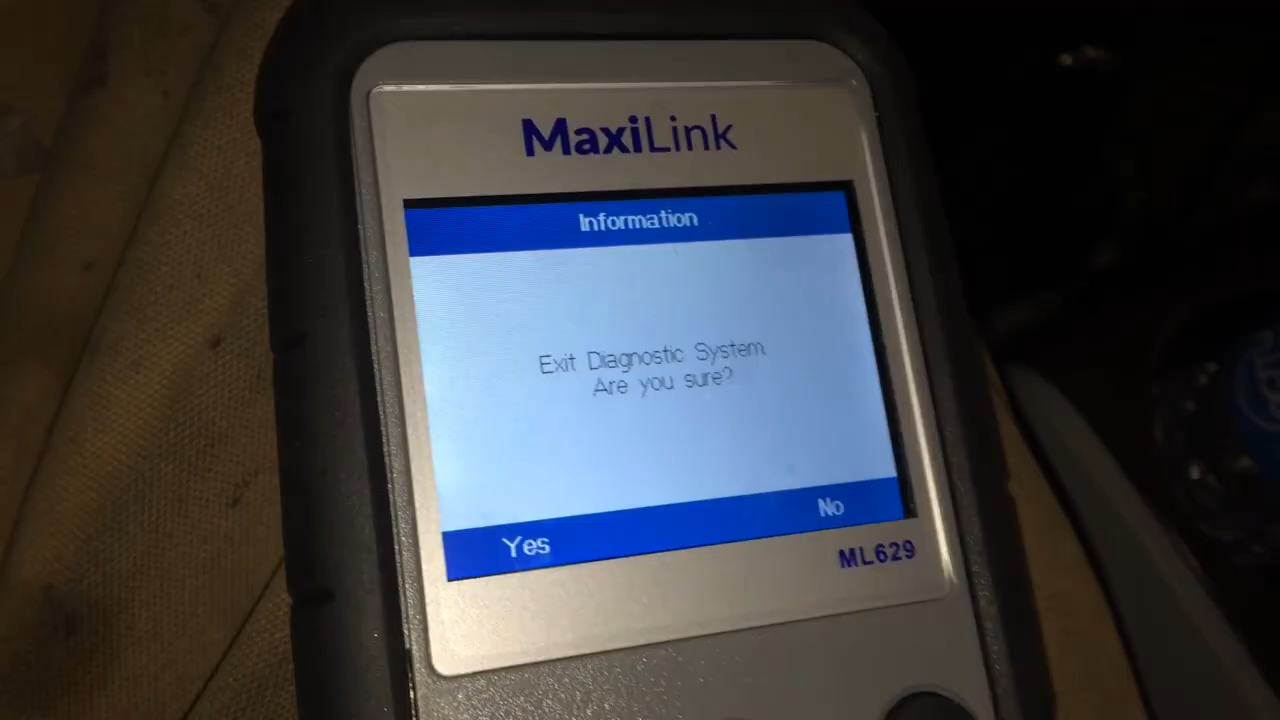 MaxiLink
Information
Exit Diagnostic System.
Are you sure?
Yes
No
ML629